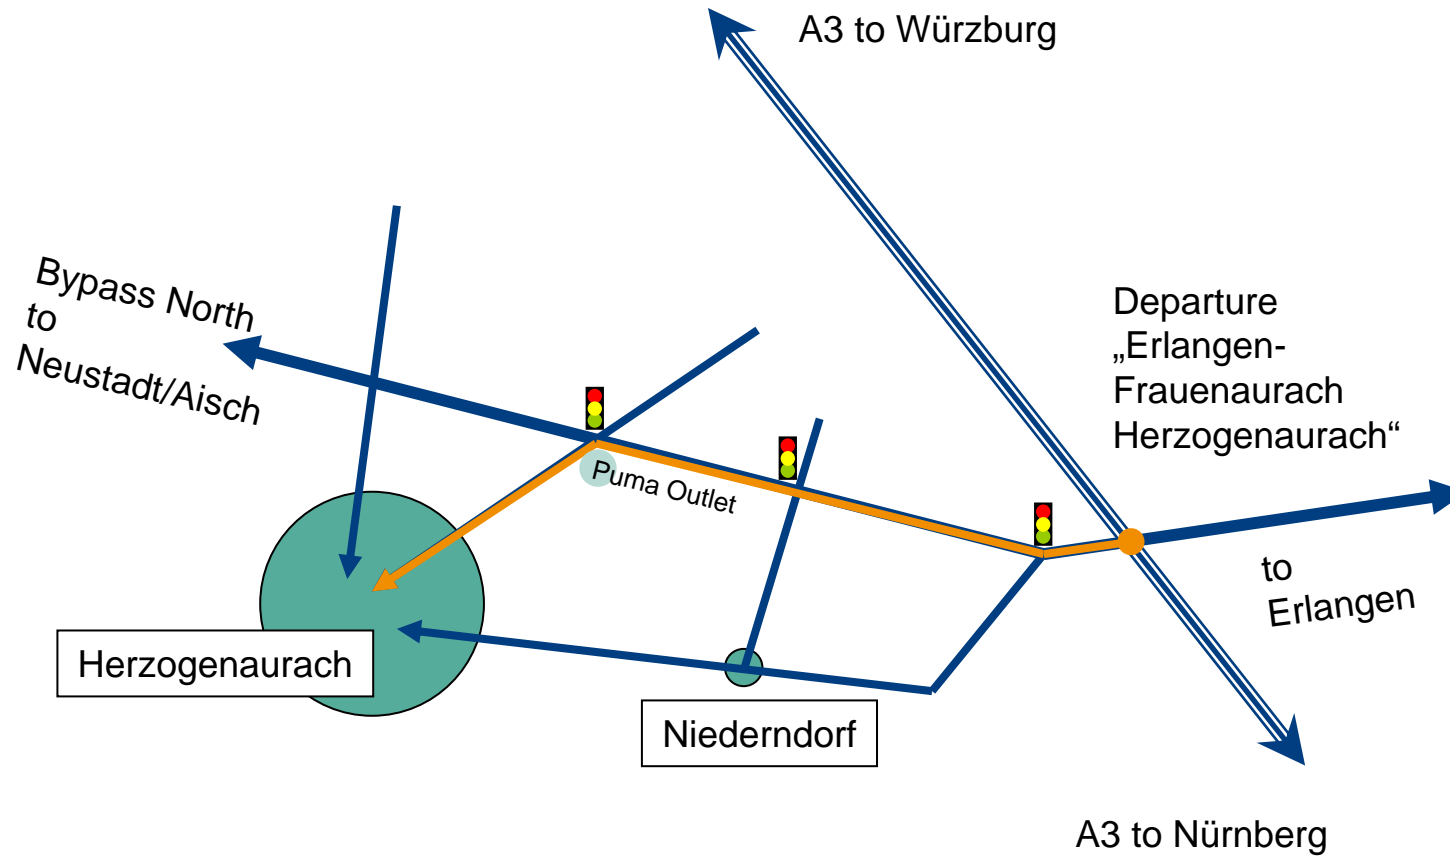 A3 to Würzburg
Bypass North
to
Neustadt/Aisch
Departure
„Erlangen-
Frauenaurach
Herzogenaurach“
Puma Outlet
to
Erlangen
Herzogenaurach
Niederndorf
A3 to Nürnberg